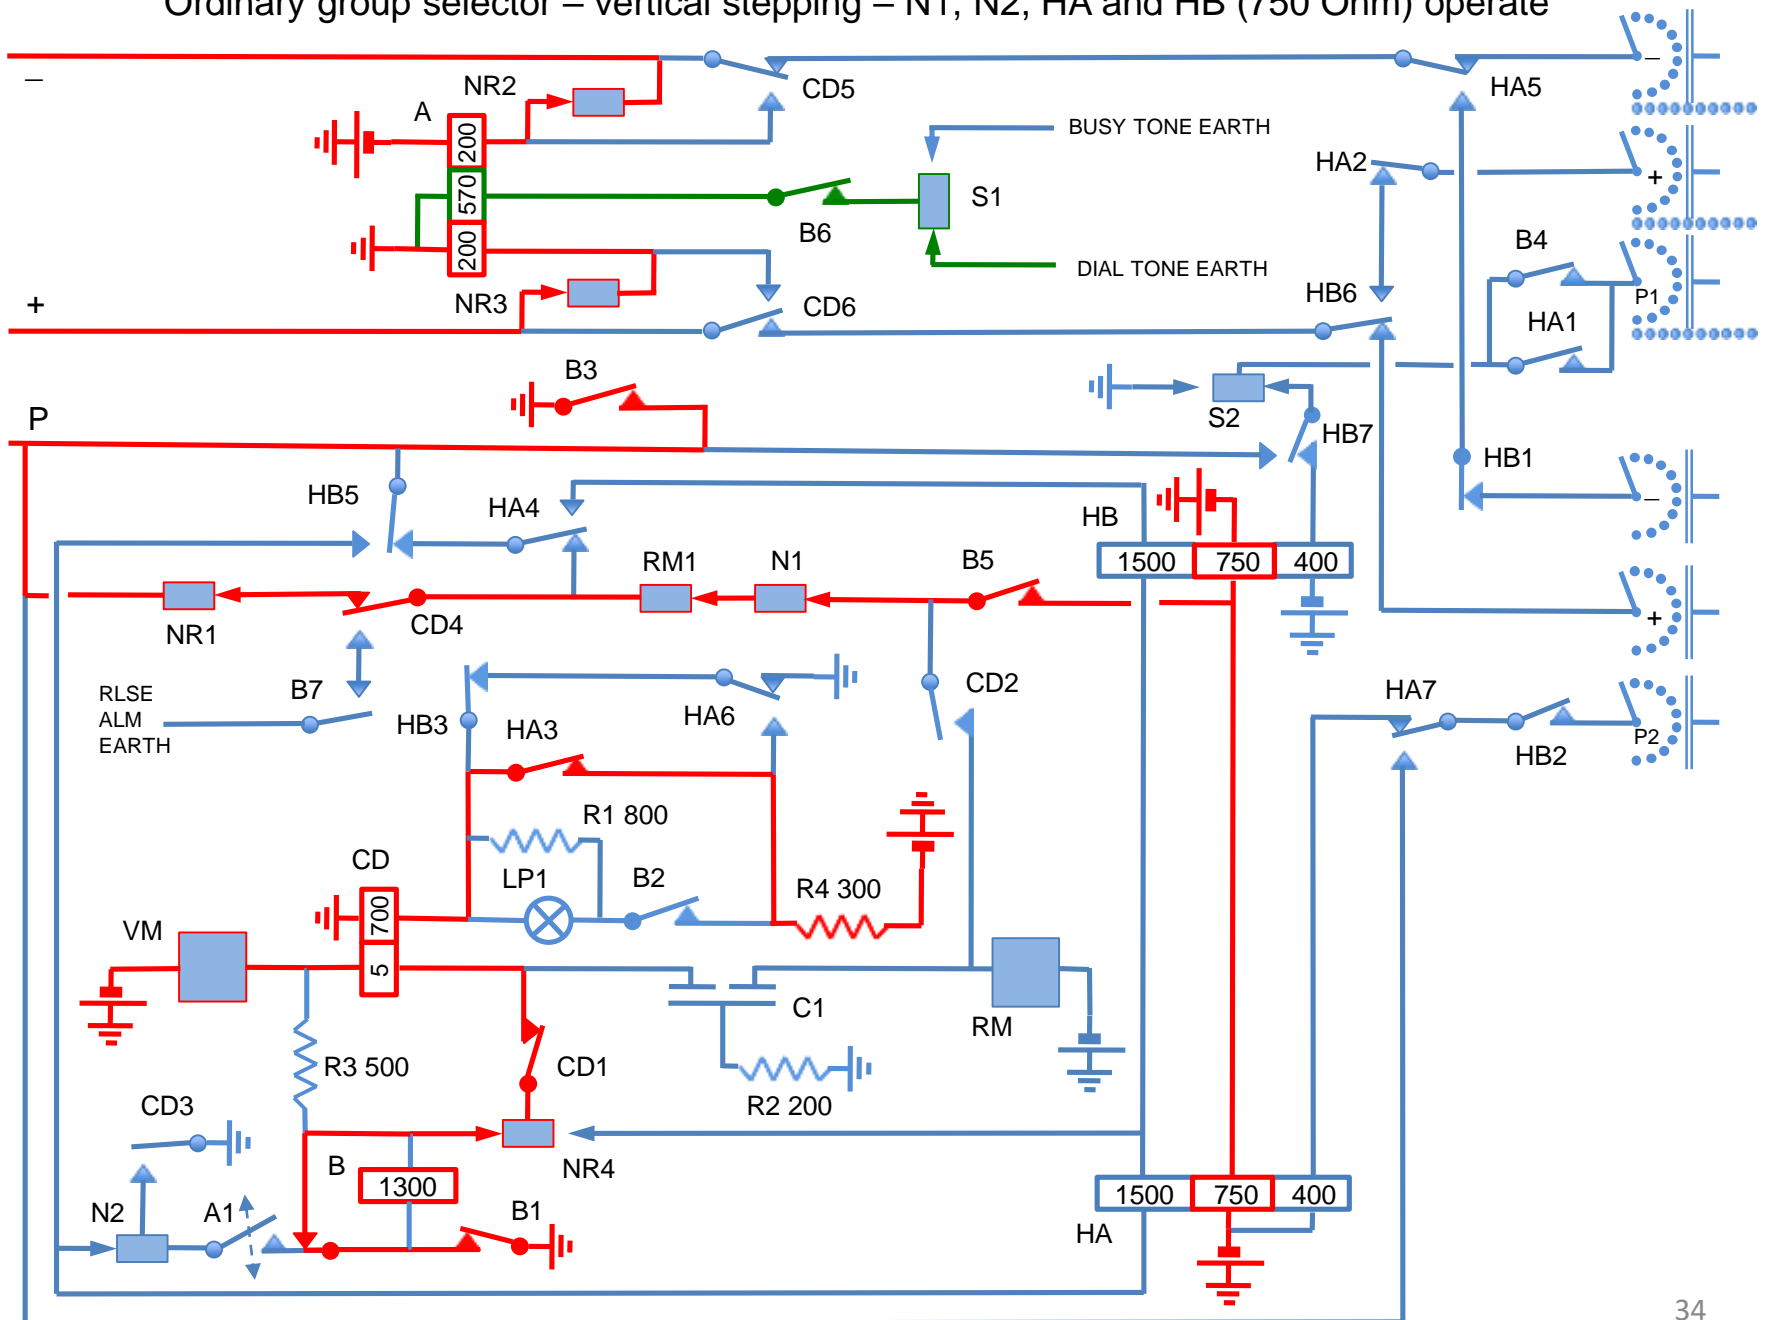 Ordinary group selector – vertical stepping – N1, N2, HA and HB (750 Ohm) operate
–
NR2
CD5
HA5
–
A
200
BUSY TONE EARTH
HA2
+
570
S1
B6
200
B4
DIAL TONE EARTH
NR3
CD6
HB6
P1
HA1
+
B3
P
S2
HB7
HB1
–
HB5
HA4
HB
1500
750
400
RM1
N1
B5
NR1
CD4
+
RLSE
ALM
EARTH
B7
HB3
HA6
CD2
HA7
HA3
P2
HB2
R1 800
CD
700
5
LP1
B2
R4 300
VM
C1
RM
R3 500
CD1
R2 200
CD3
NR4
B
1300
1500
750
400
N2
A1
B1
HA
34